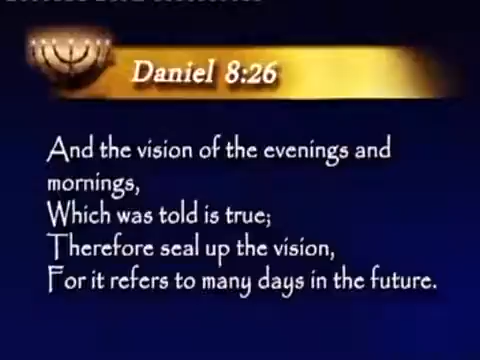 Daniel 8:26
And the vision of the evenings and
mornings,
Which was told is true;
Therefore seal up the vision,
For it refers to many days in the future.